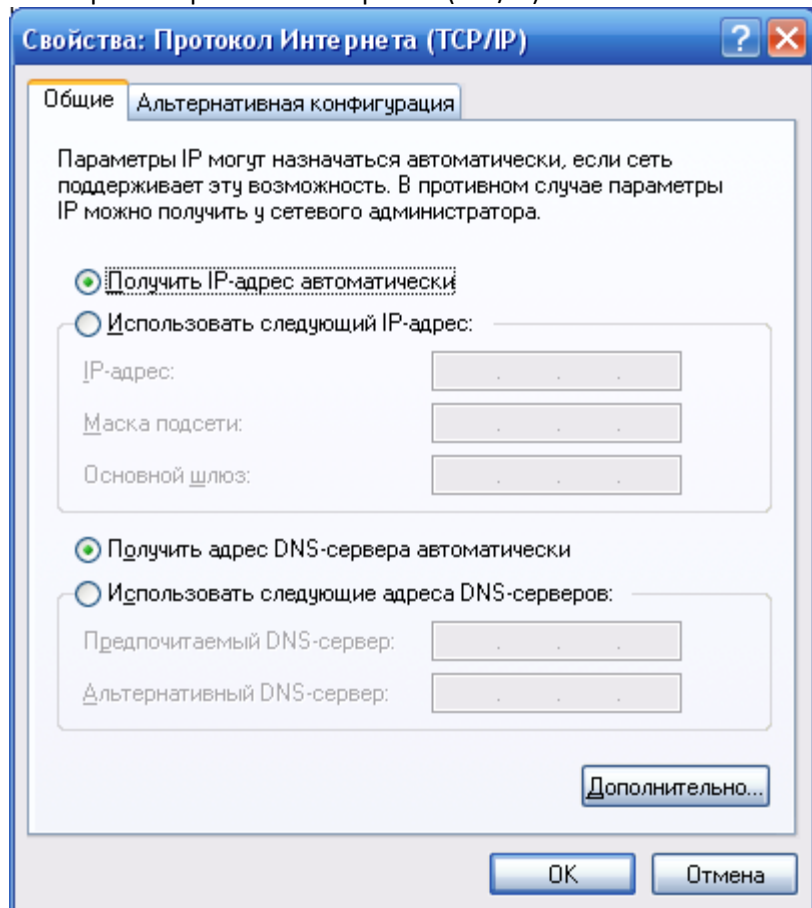 Свойства: Протокол Интернета (TCP/IP)
Общие
Альтернативная конфигурация
Параметры IP могут назначаться автоматически, если сеть
поддерживает эту возможность. В противном случае параметры
IP можно получить у сетевого администратора.
Получить IP-адрес автоматически
Использовать следующий IP-адрес:
IP-адрес:
Маска подсети:
Основной шлюз:
Получить адрес DNS-сервера автоматически
Использовать следующие адреса DNS-серверов:
Предпочитаемый DNS-сервер:
Альтернативный DNS-сервер:
Дополнительно...
OK
Отмена